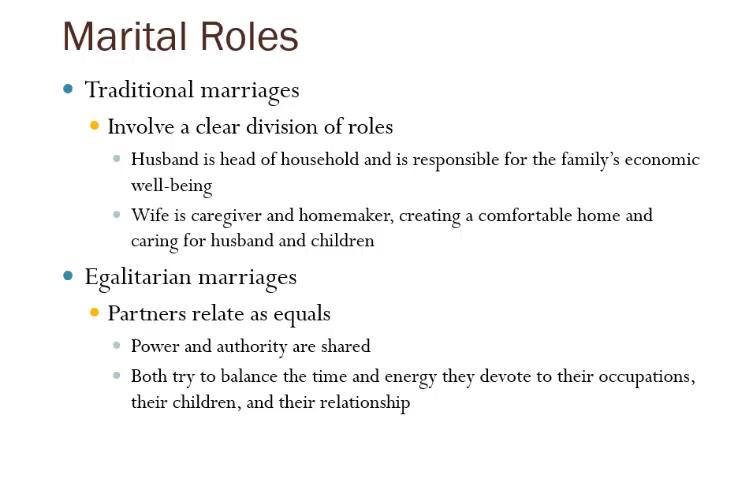 Marital Roles
Traditional marriages
Involve a clear division of roles
Husband is head of household and is responsible for the family's economic
well-being
Wife is caregiver and homemaker, creating a comfortable home and
caring for husband and children
Egalitarian marriages
Partners relate as equals
Power and authority are shared
Both try to balance the time and energy they devote to their occupations,
their children, and their relationship